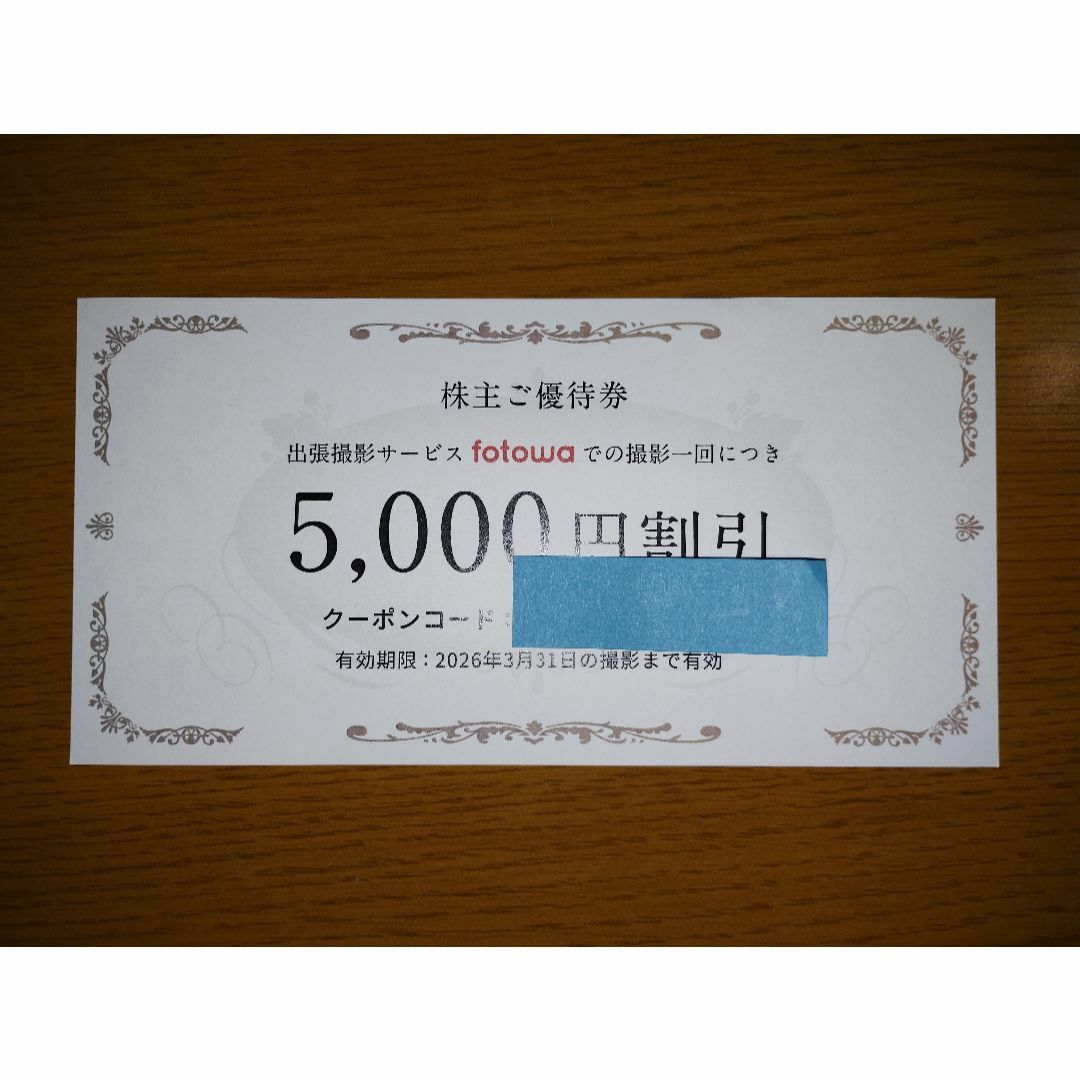 株主ご優待券
出張撮影サービス fotowa での撮影一回につき
5,000円割引
クーポンコード：
有効期限：2026年3月31日の撮影まで有効